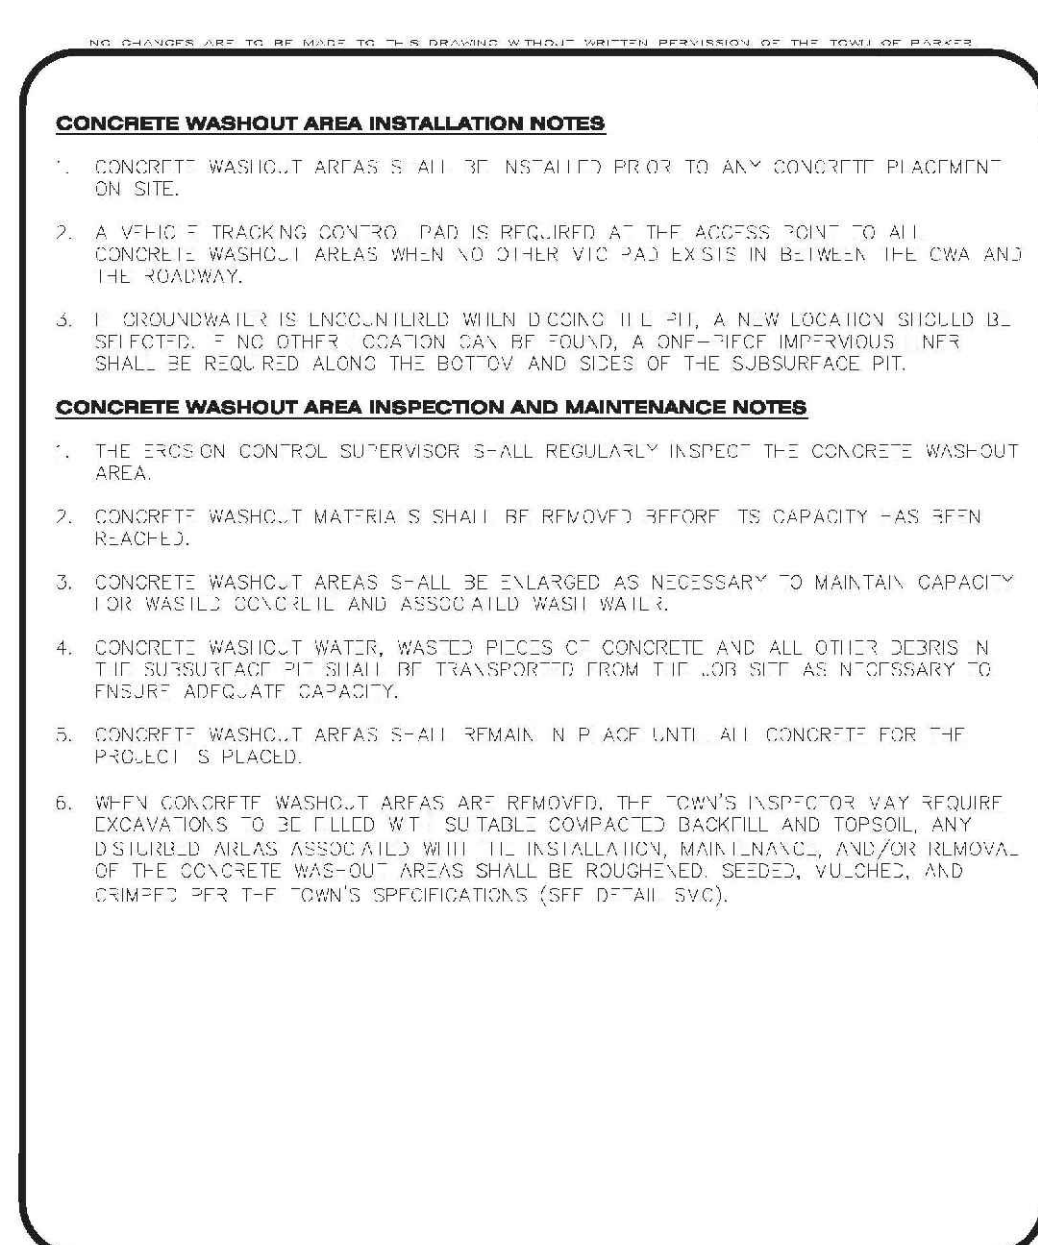 NO CHANGES ARE TO BE MADE TO THIS DRAWING WITHOUT WRITTEN PERMISSION OF THE TOWN OF PARKER
CONCRETE WASHOUT AREA INSTALLATION NOTES
1. CONCRETE WASHOUT AREAS SHALL BE INSTALLED PRIOR TO ANY CONCRETE PLACEMENT
ON SITE.
2. A VEHICLE TRACKING CONTROL PAD IS REQUIRED AT THE ACCESS POINT TO ALL
CONCRETE WASHOUT AREAS WHEN NO OTHER VTC PAD EXISTS IN BETWEEN THE CWA AND
THE ROADWAY.
3. IF GROUNDWATER IS ENCOUNTERED WHEN DIGGING THE PIT, A NEW LOCATION SHOULD BE
SELECTED. IF NO OTHER LOCATION CAN BE FOUND, A ONE-PIECE IMPERVIOUS LINER
SHALL BE REQUIRED ALONG THE BOTTOM AND SIDES OF THE SUBSURFACE PIT.
CONCRETE WASHOUT AREA INSPECTION AND MAINTENANCE NOTES
1. THE EROSION CONTROL SUPERVISOR SHALL REGULARLY INSPECT THE CONCRETE WASHOUT
AREA.
2. CONCRETE WASHOUT MATERIALS SHALL BE REMOVED BEFORE ITS CAPACITY HAS BEEN
REACHED.
3. CONCRETE WASHOUT AREAS SHALL BE ENLARGED AS NECESSARY TO MAINTAIN CAPACITY
FOR WASTED CONCRETE AND ASSOCIATED WASH WATER.
4. CONCRETE WASHOUT WATER, WASTED PIECES OF CONCRETE AND ALL OTHER DEBRIS IN
THE SUBSURFACE PIT SHALL BE TRANSPORTED FROM THE JOB SITE AS NECESSARY TO
ENSURE ADEQUATE CAPACITY.
5. CONCRETE WASHOUT AREAS SHALL REMAIN IN PLACE UNTIL ALL CONCRETE FOR THE
PROJECT IS PLACED.
6. WHEN CONCRETE WASHOUT AREAS ARE REMOVED, THE TOWN'S INSPECTOR MAY REQUIRE
EXCAVATIONS TO BE FILLED WITH SUITABLE COMPACTED BACKFILL AND TOPSOIL, ANY
DISTURBED AREAS ASSOCIATED WITH THE INSTALLATION, MAINTENANCE, AND/OR REMOVAL
OF THE CONCRETE WASHOUT AREAS SHALL BE ROUGHENED, SEEDED, MULCHED, AND
CRIMPED PER THE TOWN'S SPECIFICATIONS (SEE DETAIL SMC).